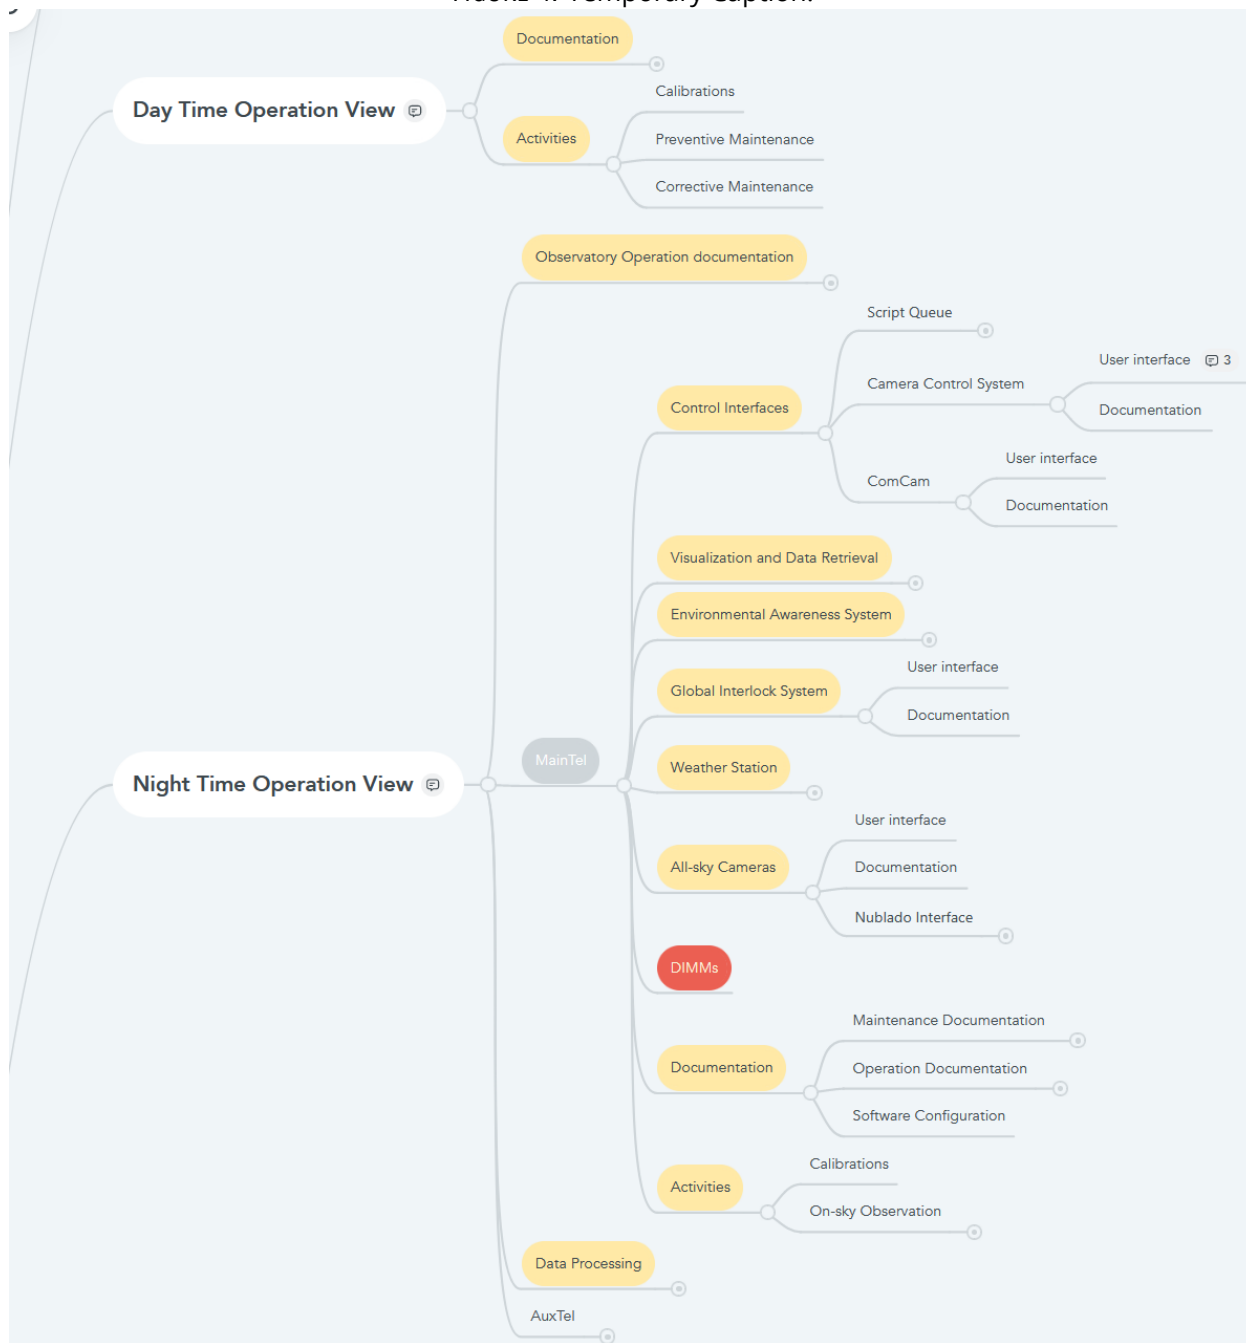 Documentation
Day Time Operation View
Calibrations
Activities
Preventive Maintenance
Corrective Maintenance
Observatory Operation documentation
Script Queue
User interface 3
Camera Control System
Control Interfaces
Documentation
User interface
ComCam
Documentation
Visualization and Data Retrieval
Environmental Awareness System
User interface
Global Interlock System
Documentation
MainTel
Weather Station
Night Time Operation View
User interface
All-sky Cameras
Documentation
Nublado Interface
DIMMs
Maintenance Documentation
Documentation
Operation Documentation
Software Configuration
Calibrations
Activities
On-sky Observation
Data Processing
AuxTel